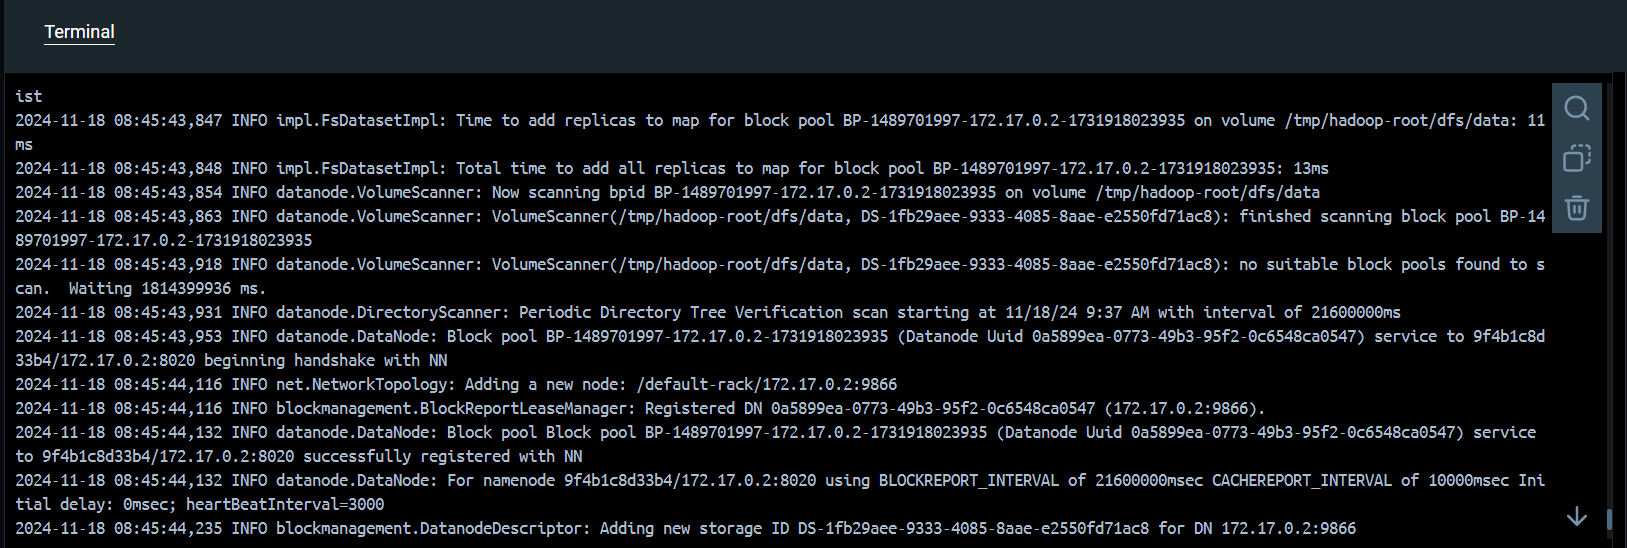 Terminal
ist
2024-11-18 08:45:43,847 INFO impl.FsDatasetImpl: Time to add replicas to map for block pool BP-1489701997-172.17.0.2-1731918023935 on volume /tmp/hadoop-root/dfs/data: 11
ms
2024-11-18 08:45:43,848 INFO impl.FsDatasetImpl: Total time to add all replicas to map for block pool BP-1489701997-172.17.0.2-1731918023935: 13ms
2024-11-18 08:45:43,854 INFO datanode.VolumeScanner: Now scanning bpid BP-1489701997-172.17.0.2-1731918023935 on volume /tmp/hadoop-root/dfs/data
2024-11-18 08:45:43,863 INFO datanode.VolumeScanner: VolumeScanner(/tmp/hadoop-root/dfs/data, DS-1fb29aee-9333-4085-8aae-e2550fd71ac8): finished scanning block pool BP-14
89701997-172.17.0.2-1731918023935
2024-11-18 08:45:43,918 INFO datanode.VolumeScanner: VolumeScanner(/tmp/hadoop-root/dfs/data, DS-1fb29aee-9333-4085-8aae-e2550fd71ac8): no suitable block pools found to s
can.  Waiting 1814399936 ms.
2024-11-18 08:45:43,931 INFO datanode.DirectoryScanner: Periodic Directory Tree Verification scan starting at 11/18/24 9:37 AM with interval of 21600000ms
2024-11-18 08:45:43,953 INFO datanode.DataNode: Block pool BP-1489701997-172.17.0.2-1731918023935 (Datanode Uuid 0a5899ea-0773-49b3-95f2-0c6548ca0547) service to 9f4b1c8d
33b4/172.17.0.2:8020 beginning handshake with NN
2024-11-18 08:45:44,116 INFO net.NetworkTopology: Adding a new node: /default-rack/172.17.0.2:9866
2024-11-18 08:45:44,116 INFO blockmanagement.BlockReportLeaseManager: Registered DN 0a5899ea-0773-49b3-95f2-0c6548ca0547 (172.17.0.2:9866).
2024-11-18 08:45:44,132 INFO datanode.DataNode: Block pool Block pool BP-1489701997-172.17.0.2-1731918023935 (Datanode Uuid 0a5899ea-0773-49b3-95f2-0c6548ca0547) service
to 9f4b1c8d33b4/172.17.0.2:8020 successfully registered with NN
2024-11-18 08:45:44,132 INFO datanode.DataNode: For namenode 9f4b1c8d33b4/172.17.0.2:8020 using BLOCKREPORT_INTERVAL of 21600000msec CACHEREPORT_INTERVAL of 10000msec Ini
tial delay: 0msec; heartBeatInterval=3000
2024-11-18 08:45:44,235 INFO blockmanagement.DatanodeDescriptor: Adding new storage ID DS-1fb29aee-9333-4085-8aae-e2550fd71ac8 for DN 172.17.0.2:9866